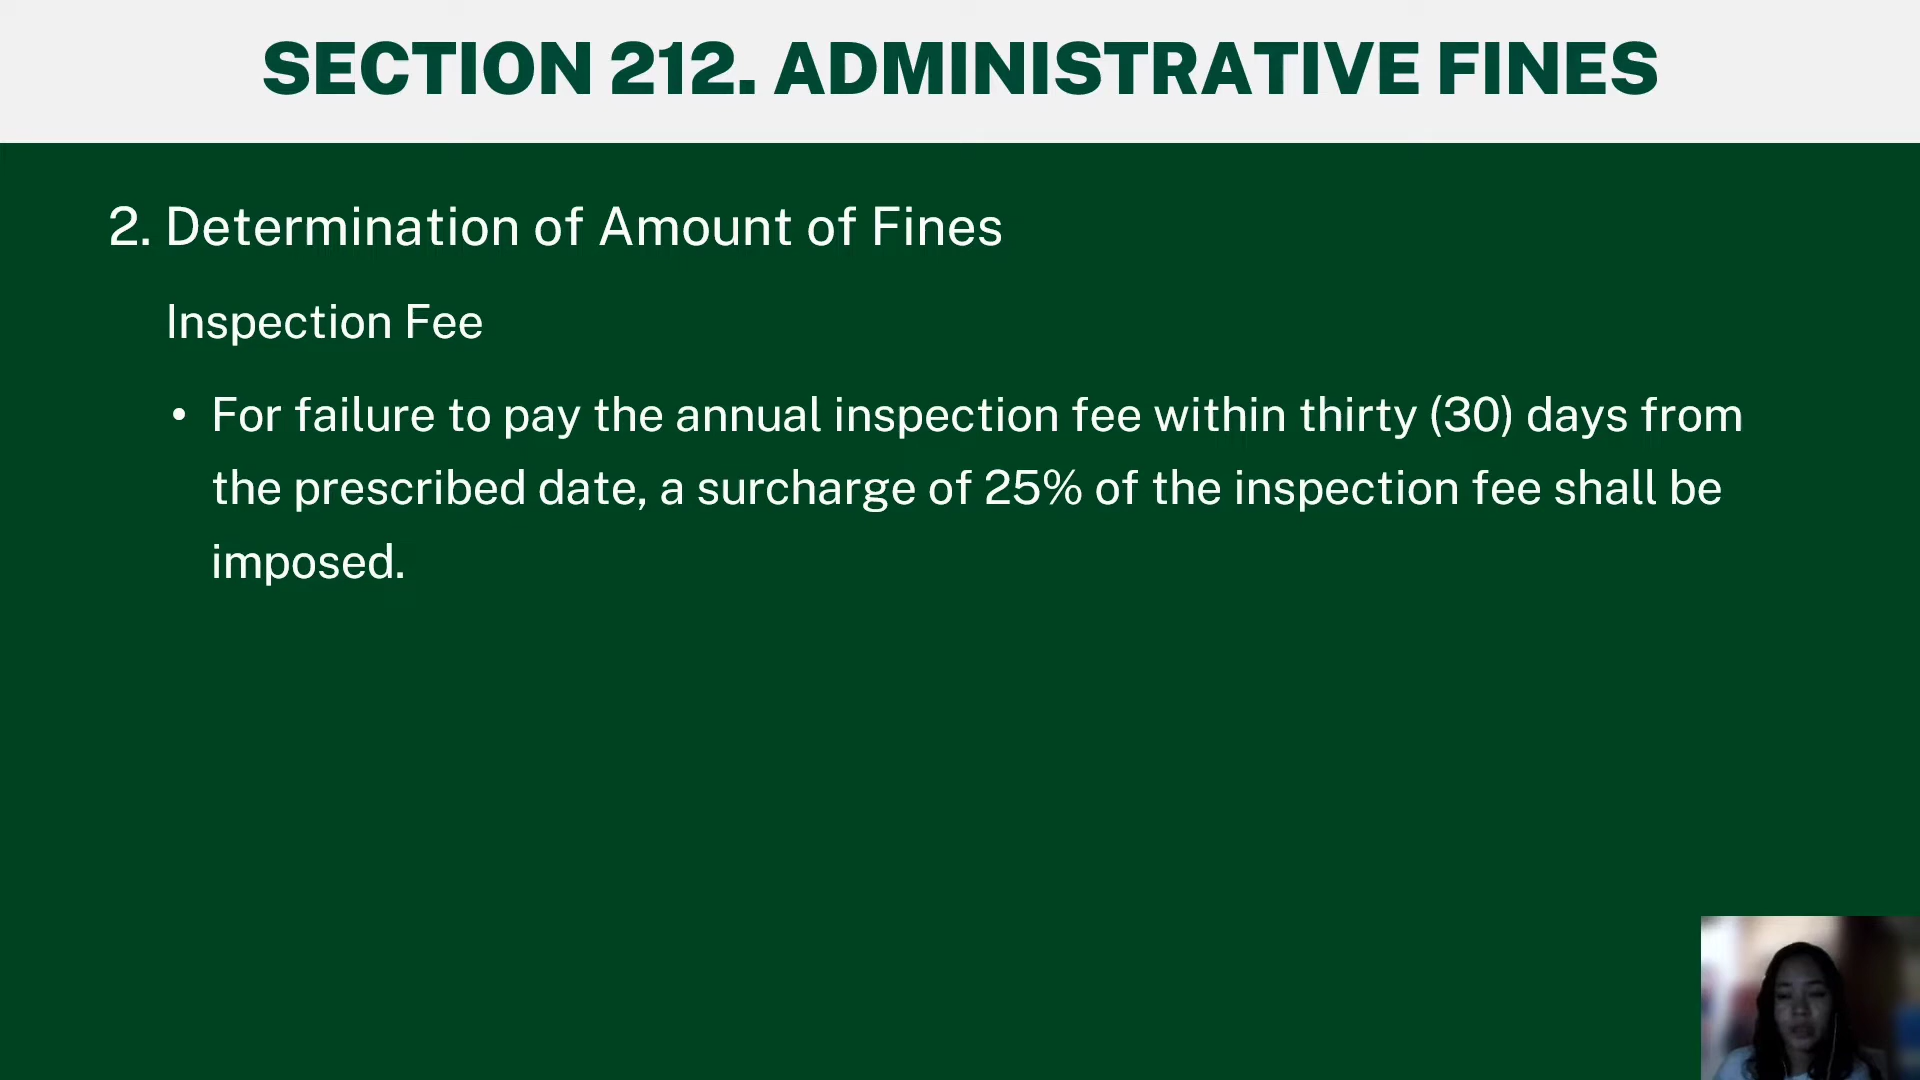 SECTION 212. ADMINISTRATIVE FINES
2. Determination of Amount of Fines
Inspection Fee
• For failure to pay the annual inspection fee within thirty (30) days from
the prescribed date, a surcharge of 25% of the inspection fee shall be
imposed.